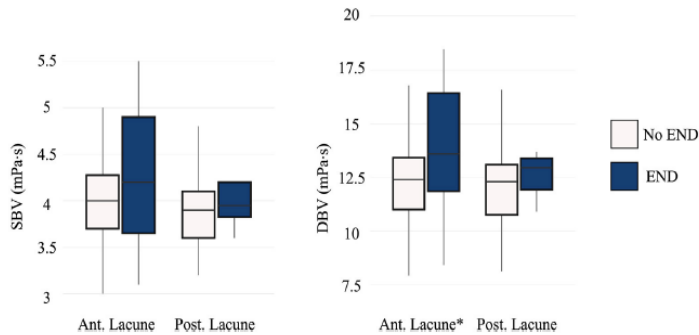 SBV (mPa·s)
5.5
5
4.5
4
3.5
3
Ant. Lacune Post. Lacune
DBV (mPa·s)
20
17.5
15
12.5
10
7.5
Ant. Lacune* Post. Lacune
No END
END